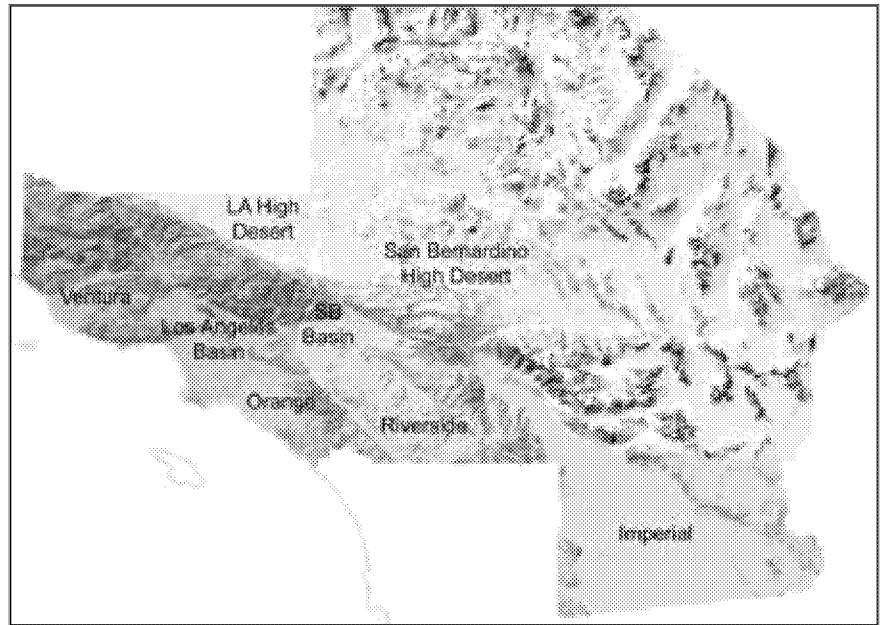 LA High
Desert
San Bernardino
High Desert
Ventura
SB
Basin
Los Angeles
Basin
Orange
Riverside
Imperial